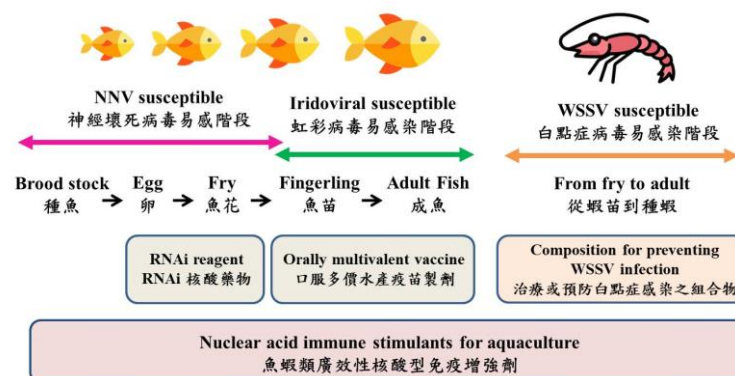 NNV susceptible
神經壞死病毒易感階段
Iridoviral susceptible
虹彩病毒易感染階段
WSSV susceptible
白點症病毒易感染階段
Brood stock
種魚
Egg
卵
Fry
魚花
Fingerling
魚苗
Adult Fish
成魚
From fry to adult
從蝦苗到種蝦
RNAi reagent
RNAi 核酸藥物
Orally multivalent vaccine
口服多價水產疫苗製劑
Composition for preventing
WSSV infection
治療或預防白點症感染之組合物
Nuclear acid immune stimulants for aquaculture
魚蝦類廣效性核酸型免疫增強劑